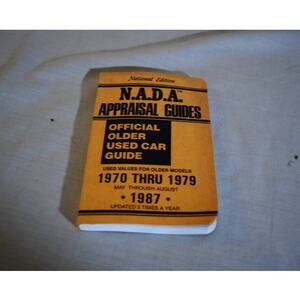 National Edition
N.A.D.A.™
APPRAISAL GUIDES
OFFICIAL
OLDER
USED CAR
GUIDE
USED VALUES FOR OLDER MODELS
1970 THRU 1979
MAY THROUGH AUGUST
• 1987 •
UPDATED 3 TIMES A YEAR